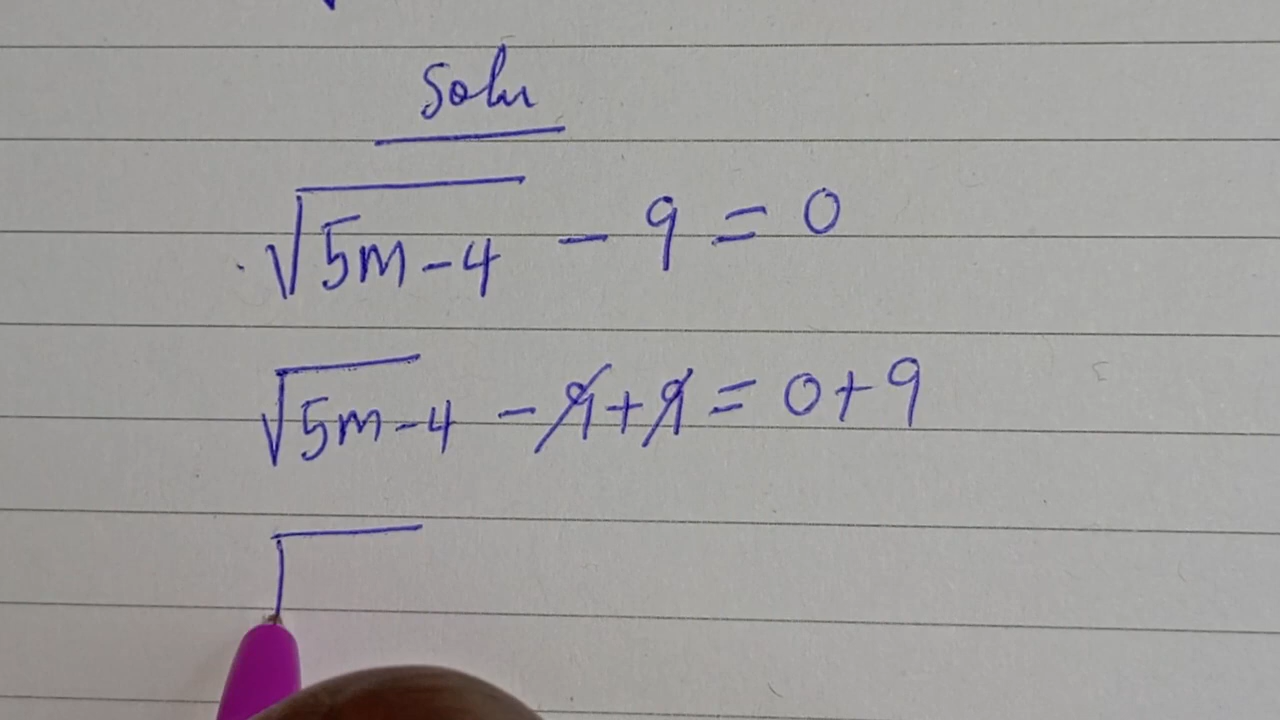 Soln
√5m-4 - 9 = 0
√5m-4 - 9 + 9 = 0 + 9
√